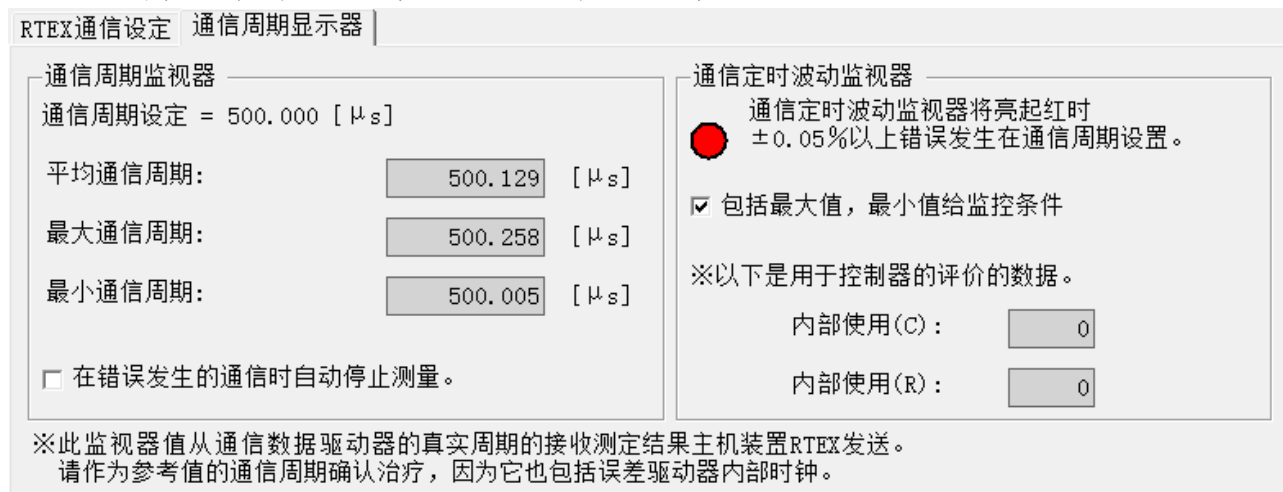 RTEX通信设定 通信周期显示器
通信周期监视器
通信周期设定 = 500.000 [μs]
平均通信周期: 500.129 [μs]
最大通信周期: 500.258 [μs]
最小通信周期: 500.005 [μs]
在错误发生的通信时自动停止测量。
通信定时波动监视器
通信定时波动监视器将亮起红时
±0.05%以上错误发生在通信周期设置。
包括最大值，最小值给监控条件
※以下是用于控制器的评价的数据。
内部使用(C): 0
内部使用(R): 0
※此监视器值从通信数据驱动器的真实周期的接收测定结果主机装置RTEX发送。
请作为参考值的通信周期确认治疗，因为它也包括误差驱动器内部时钟。